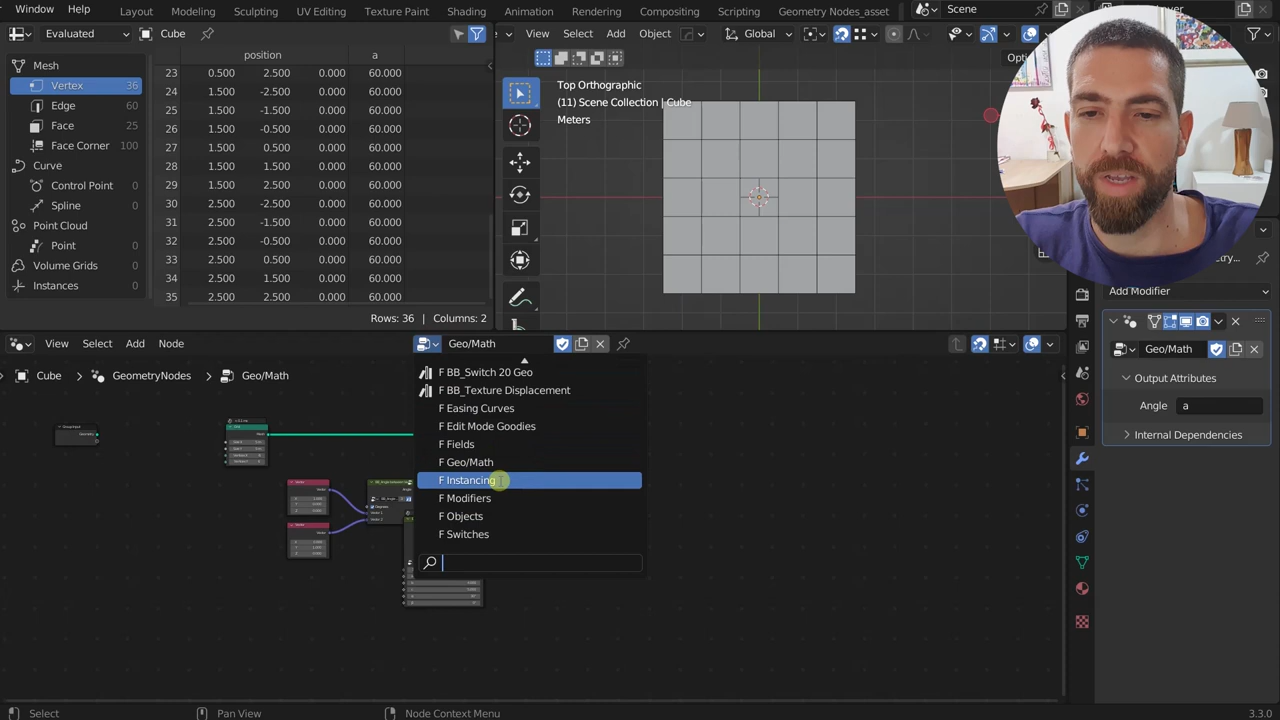 Window Help Layout Modeling Sculpting UV Editing Texture Paint Shading Animation Rendering Compositing Scripting Geometry Nodes_asset Scene
Evaluated Cube
View Select Add Object Global
position a
Mesh
Vertex 36
Edge 60
Face 25
Face Corner 100
Curve
Control Point 0
Spline 0
Point Cloud
Point 0
Volume Grids 0
Instances 0
23 0.500 2.500 0.000 60.000
24 1.500 -2.500 0.000 60.000
25 1.500 -1.500 0.000 60.000
26 1.500 -0.500 0.000 60.000
27 1.500 0.500 0.000 60.000
28 1.500 1.500 0.000 60.000
29 1.500 2.500 0.000 60.000
30 2.500 -2.500 0.000 60.000
31 2.500 -1.500 0.000 60.000
32 2.500 -0.500 0.000 60.000
33 2.500 0.500 0.000 60.000
34 2.500 1.500 0.000 60.000
35 2.500 2.500 0.000 60.000
Rows: 36 | Columns: 2
Top Orthographic
(11) Scene Collection | Cube
Meters
Add Modifier
Geo/Math
Output Attributes
Angle a
Internal Dependencies
View Select Add Node Geo/Math
Cube GeometryNodes Geo/Math
F BB_Switch 20 Geo
F BB_Texture Displacement
F Easing Curves
F Edit Mode Goodies
F Fields
F Geo/Math
F Instancing
F Modifiers
F Objects
F Switches
Select Pan View Node Context Menu 3.3.0